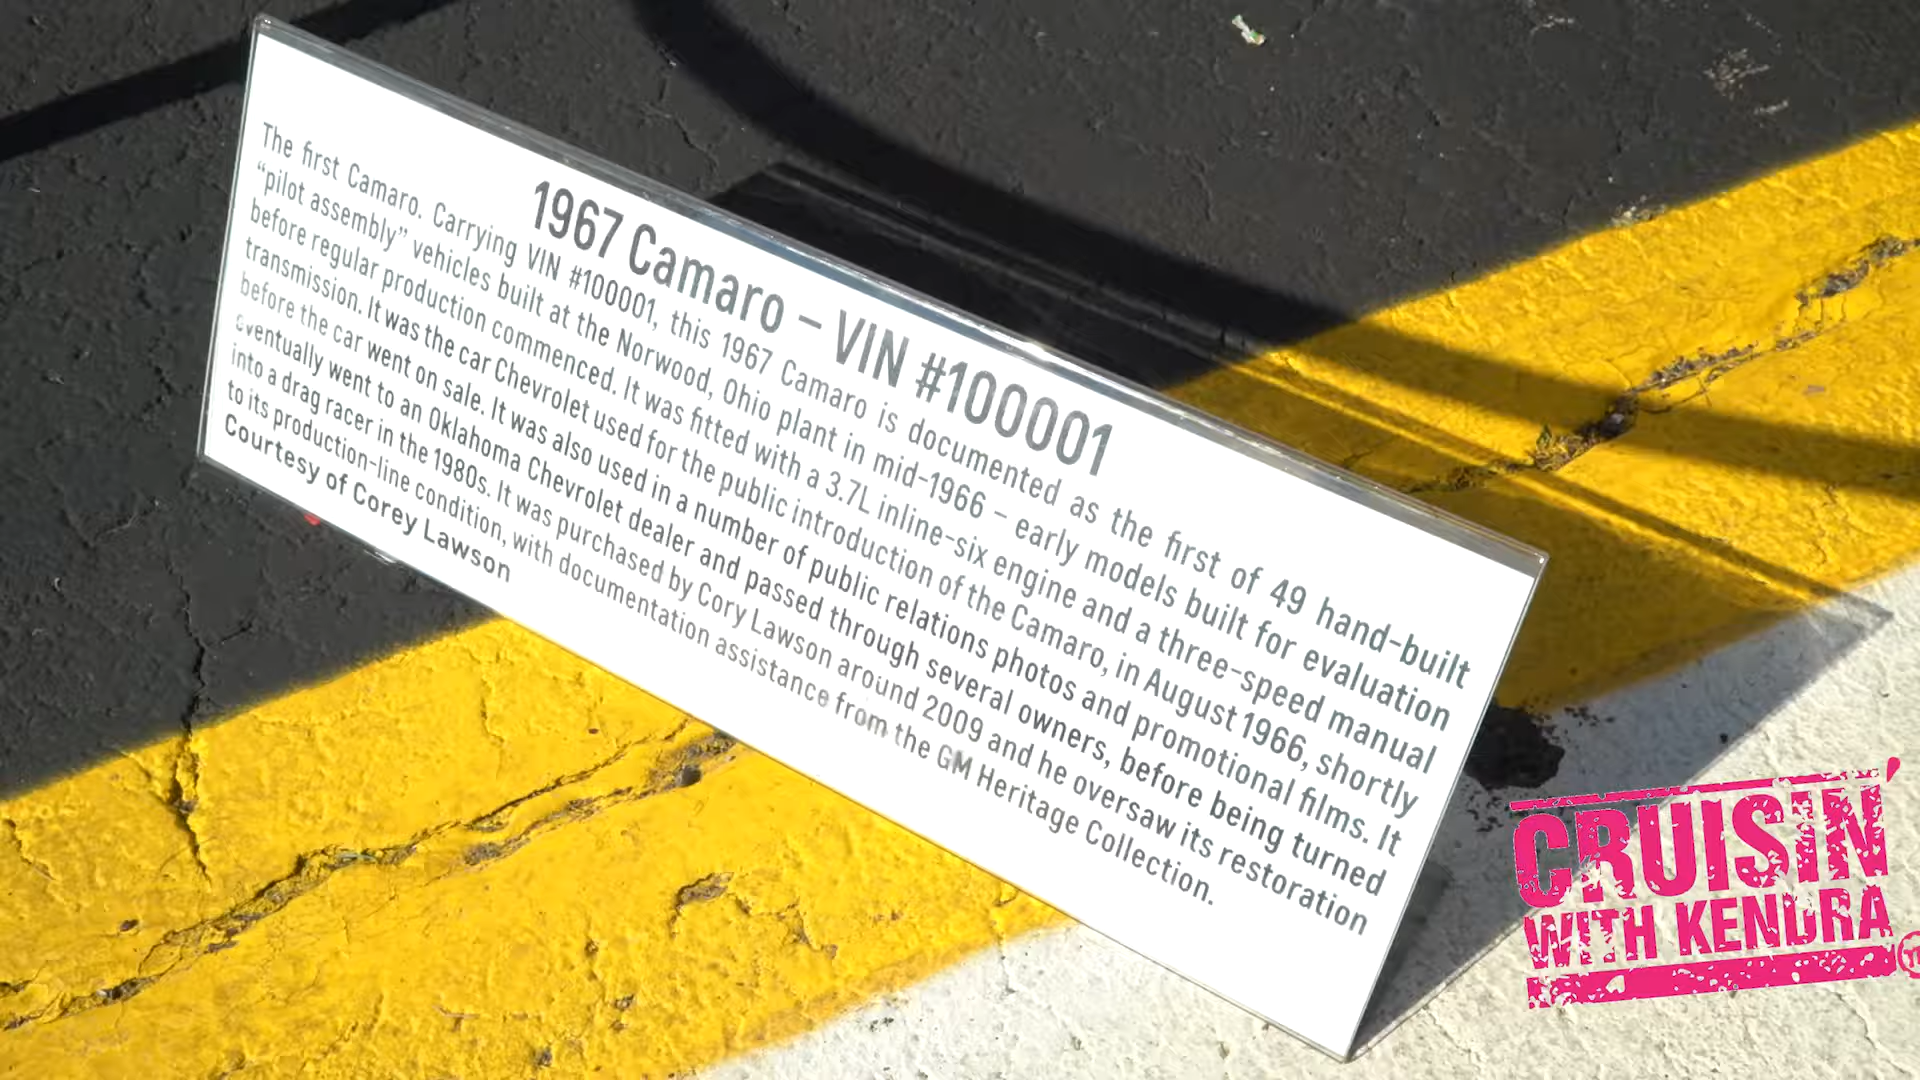 1967 Camaro – VIN #100001
The first Camaro. Carrying VIN #100001, this 1967 Camaro is documented as the first of 49 hand-built
“pilot assembly” vehicles built at the Norwood, Ohio plant in mid-1966 – early models built for evaluation
before regular production commenced. It was fitted with a 3.7L inline-six engine and a three-speed manual
transmission. It was the car Chevrolet used for the public introduction of the Camaro, in August 1966, shortly
before the car went on sale. It was also used in a number of public relations photos and promotional films. It
eventually went to an Oklahoma Chevrolet dealer and passed through several owners, before being turned
into a drag racer in the 1980s. It was purchased by Cory Lawson around 2009 and he oversaw its restoration
to its production-line condition, with documentation assistance from the GM Heritage Collection.
Courtesy of Corey Lawson
CRUISIN'
WITH KENDRA